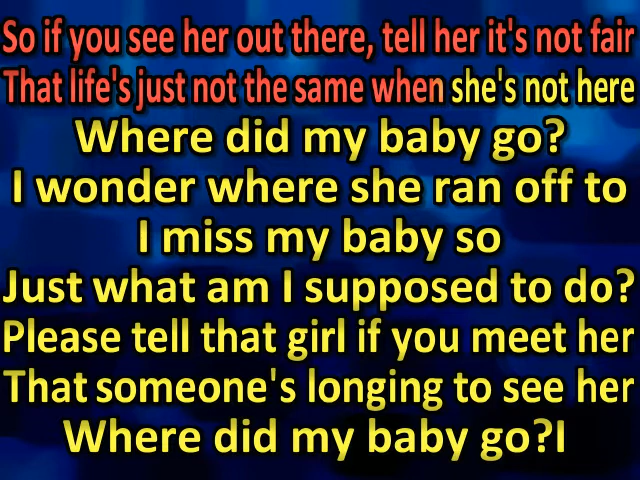 So if you see her out there, tell her it's not fair
That life's just not the same when she's not here
Where did my baby go?
I wonder where she ran off to
I miss my baby so
Just what am I supposed to do?
Please tell that girl if you meet her
That someone's longing to see her
Where did my baby go?I